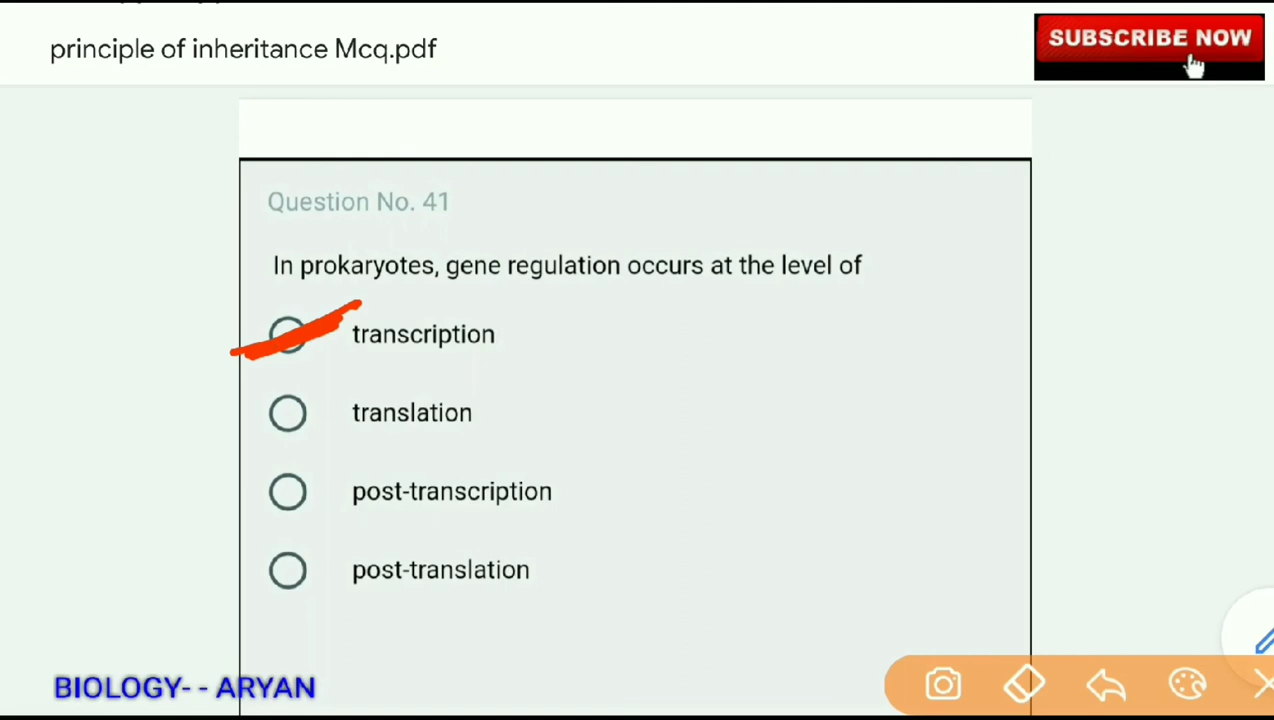 principle of inheritance Mcq.pdf
SUBSCRIBE NOW
Question No. 41
In prokaryotes, gene regulation occurs at the level of
transcription
translation
post-transcription
post-translation
BIOLOGY- - ARYAN